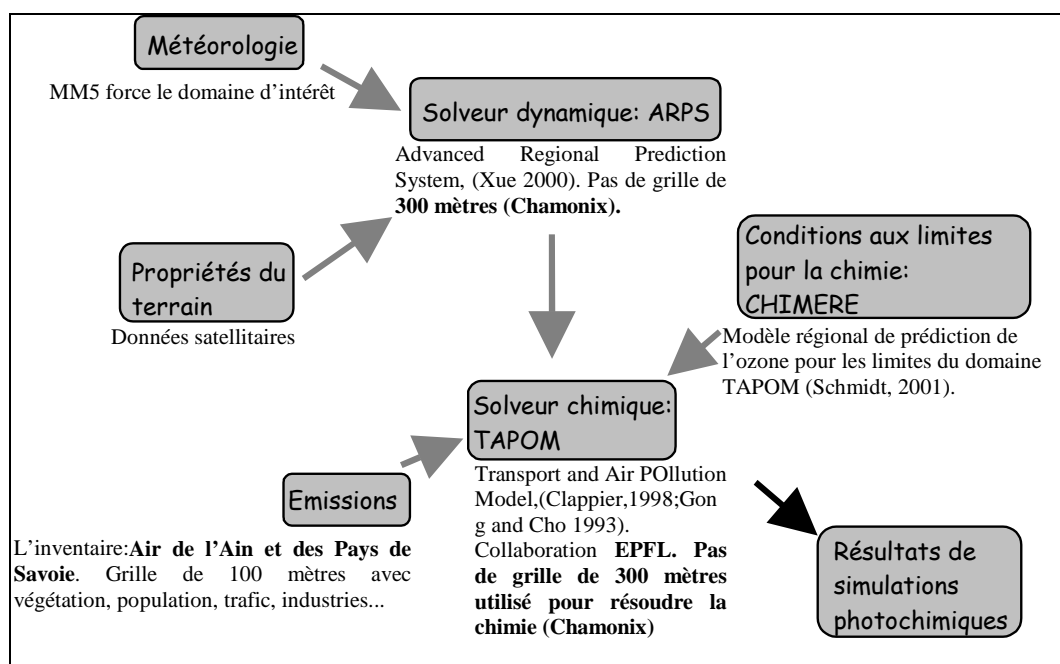 Météorologie
MM5 force le domaine d'intérêt
Solveur dynamique: ARPS
Advanced Regional Prediction
System, (Xue 2000). Pas de grille de
300 mètres (Chamonix).
Propriétés du
terrain
Données satellitaires
Conditions aux limites
pour la chimie:
CHIMERE
Modèle régional de prédiction de
l'ozone pour les limites du domaine
TAPOM (Schmidt, 2001).
Solveur chimique:
TAPOM
Transport and Air POllution
Model,(Clappier,1998;Gon
g and Cho 1993).
Collaboration EPFL. Pas
de grille de 300 mètres
utilisé pour résoudre la
chimie (Chamonix)
Emissions
L'inventaire:Air de l'Ain et des Pays de
Savoie. Grille de 100 mètres avec
végétation, population, trafic, industries...
Résultats de
simulations
photochimiques